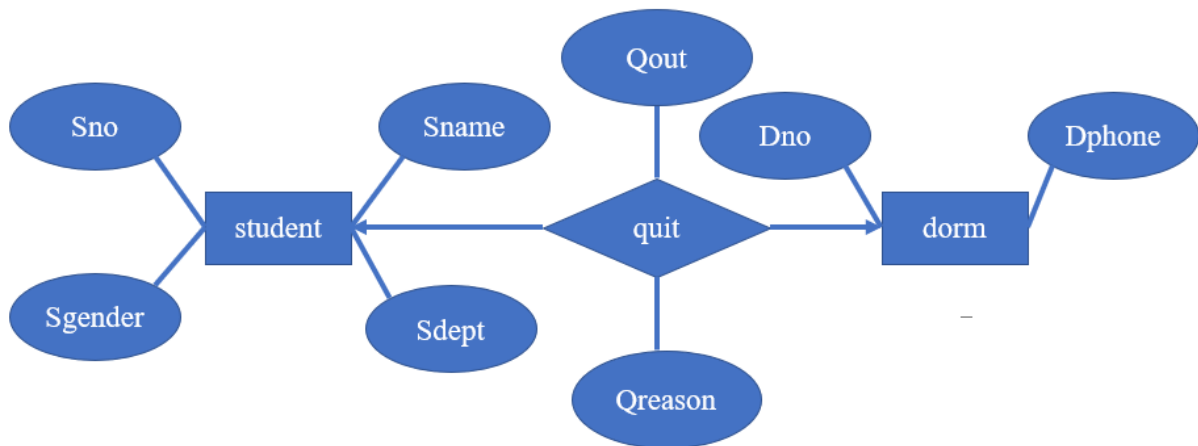 Qout
Sno
Sname
Dno
Dphone
student
quit
dorm
Sgender
Sdept
Qreason